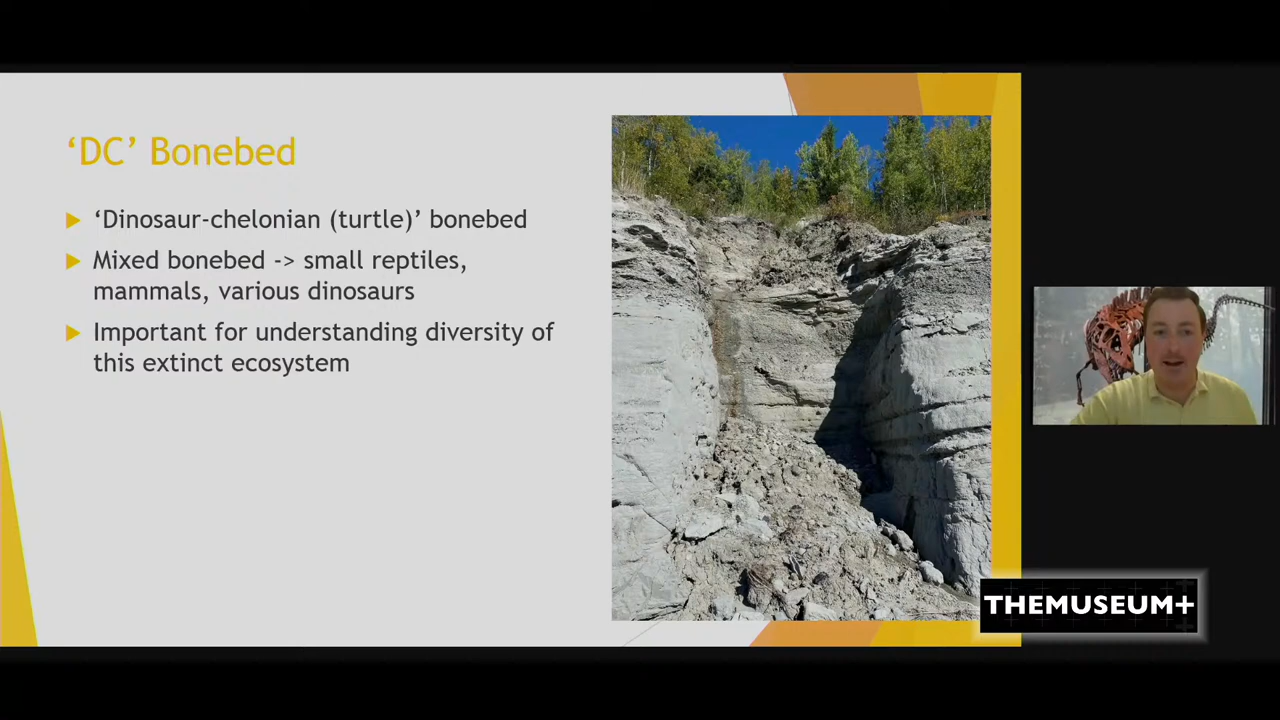 ‘DC’ Bonebed
‘Dinosaur-chelonian (turtle)’ bonebed
Mixed bonebed -> small reptiles,
mammals, various dinosaurs
Important for understanding diversity of
this extinct ecosystem
THEMUSEUM+